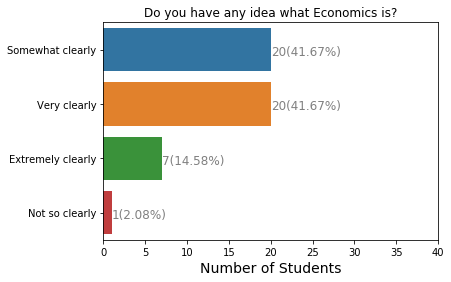 Do you have any idea what Economics is?
Somewhat clearly
20(41.67%)
Very clearly
20(41.67%)
Extremely clearly
7(14.58%)
Not so clearly
1(2.08%)
0 5 10 15 20 25 30 35 40
Number of Students